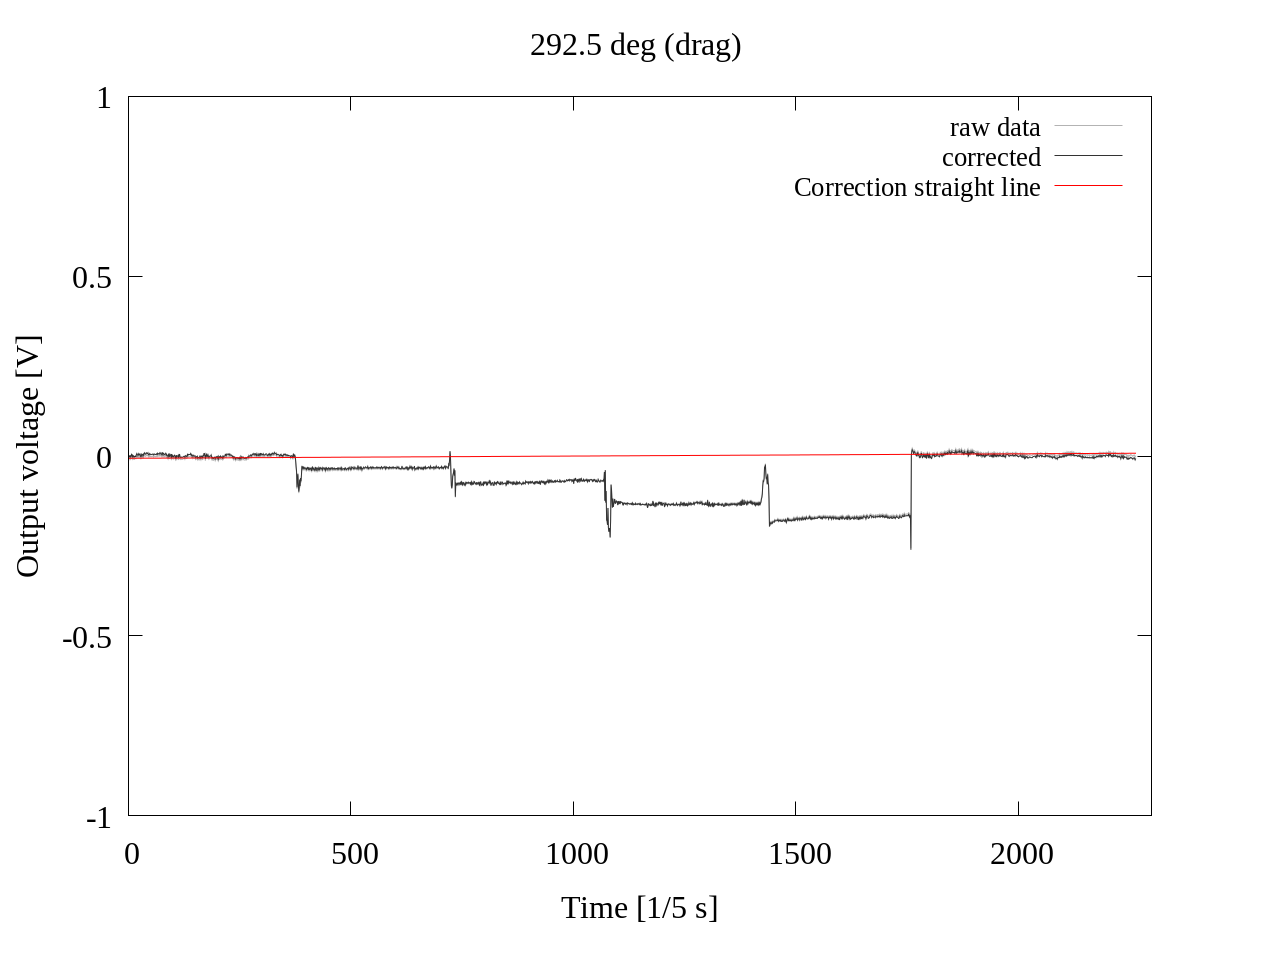 292.5 deg (drag)
1
0.5
0
-0.5
-1
Output voltage [V]
raw data
corrected
Correction straight line
0 500 1000 1500 2000
Time [1/5 s]